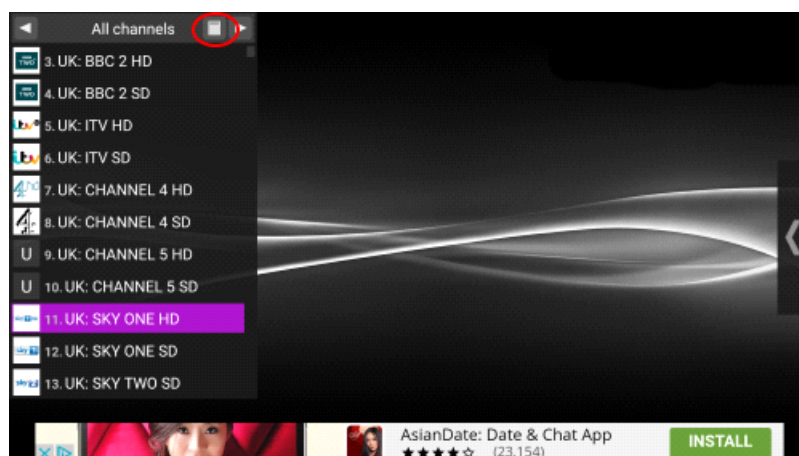 All channels
3. UK: BBC 2 HD
4. UK: BBC 2 SD
5. UK: ITV HD
6. UK: ITV SD
7. UK: CHANNEL 4 HD
8. UK: CHANNEL 4 SD
U 9. UK: CHANNEL 5 HD
U 10. UK: CHANNEL 5 SD
11. UK: SKY ONE HD
12. UK: SKY ONE SD
13. UK: SKY TWO SD
AsianDate: Date & Chat App
(23,154)
INSTALL